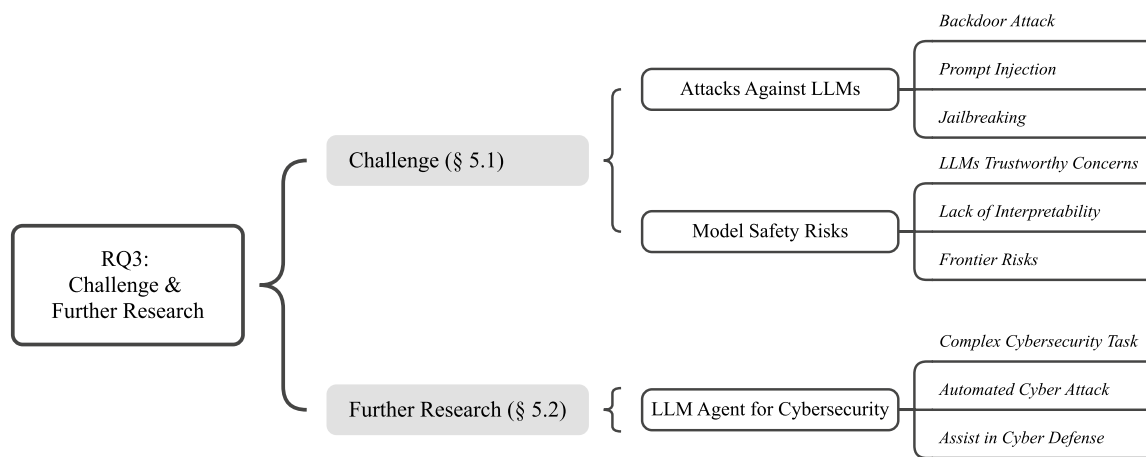 RQ3:
Challenge &
Further Research
Challenge (§ 5.1)
Attacks Against LLMs
Backdoor Attack
Prompt Injection
Jailbreaking
Model Safety Risks
LLMs Trustworthy Concerns
Lack of Interpretability
Frontier Risks
Further Research (§ 5.2)
LLM Agent for Cybersecurity
Complex Cybersecurity Task
Automated Cyber Attack
Assist in Cyber Defense